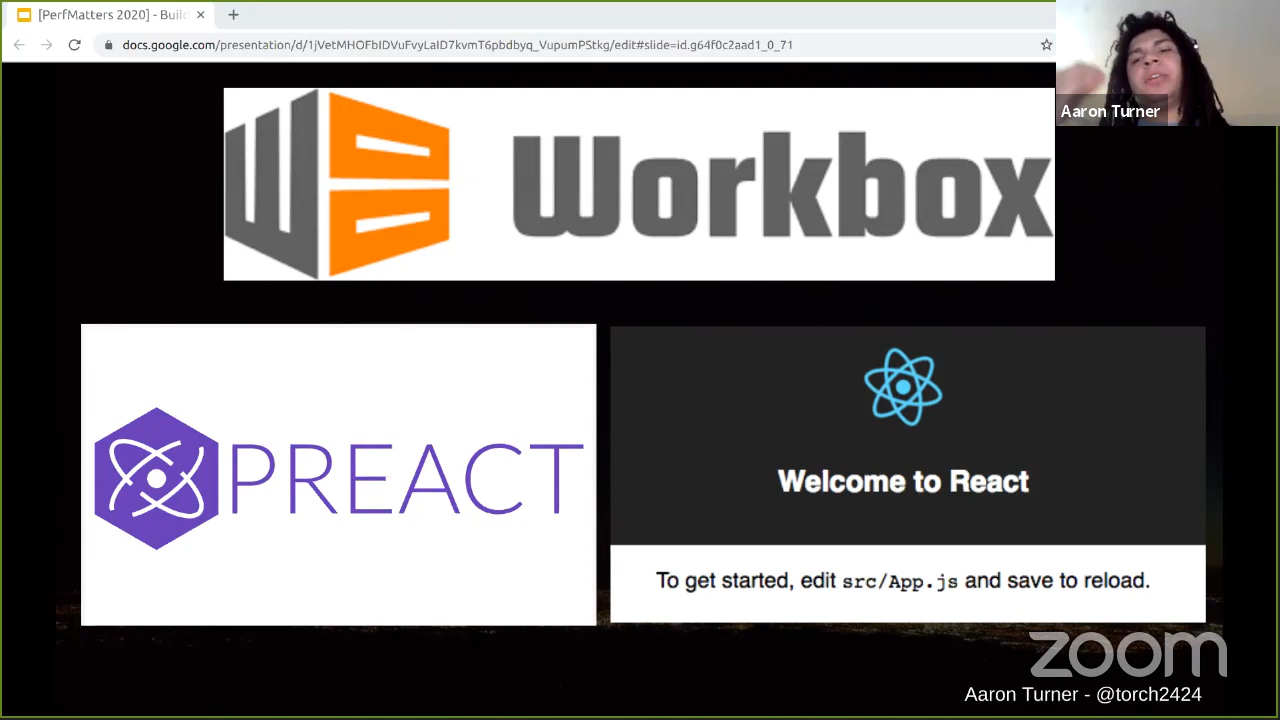 [PerfMatters 2020] - Buil
docs.google.com/presentation/d/1jVetMHOFbIDVuFvyLaID7kvmT6pbdbyq_VupumPStkg/edit#slide=id.g64f0c2aad1_0_71
Aaron Turner
Workbox
PREACT
Welcome to React
To get started, edit src/App.js and save to reload.
zoom
Aaron Turner - @torch2424